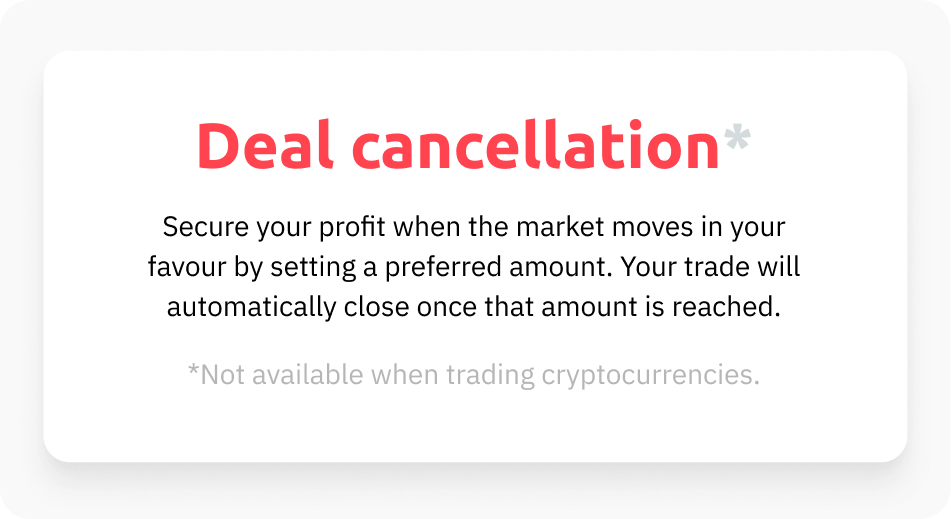 Deal cancellation*
Secure your profit when the market moves in your
favour by setting a preferred amount. Your trade will
automatically close once that amount is reached.
*Not available when trading cryptocurrencies.